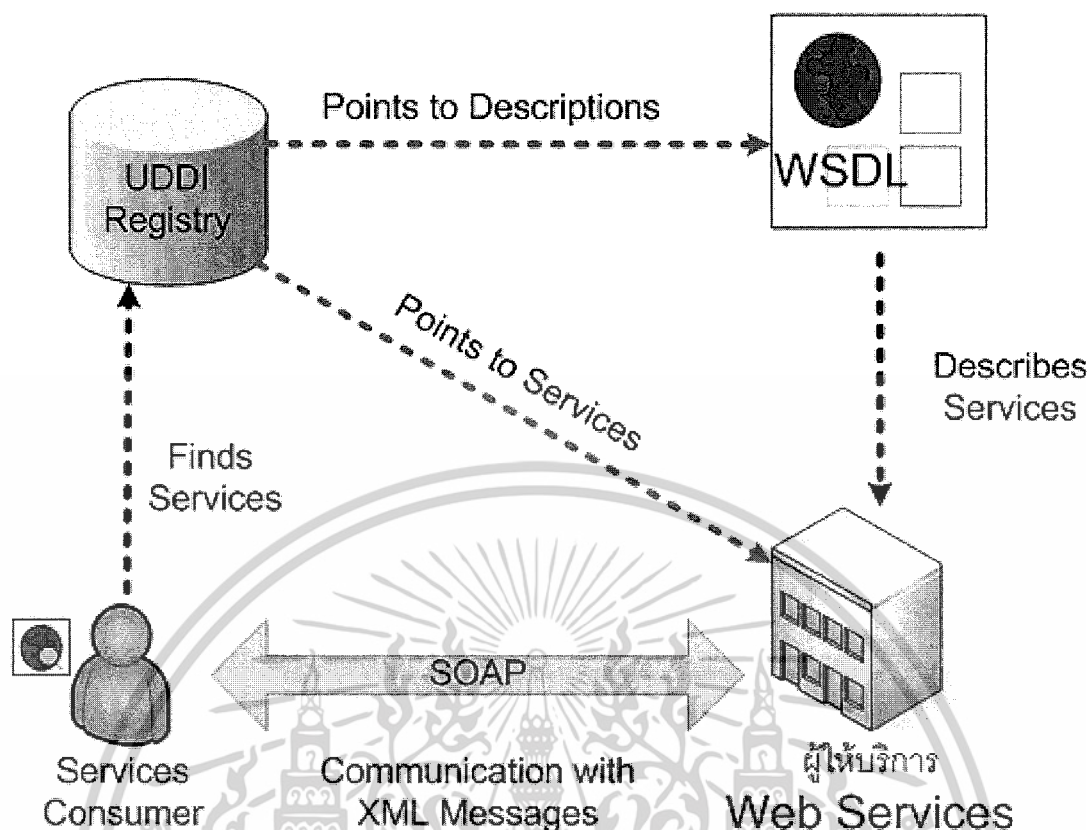 Points to Descriptions
UDDI
Registry
WSDL
Points to Services
Describes
Services
Finds
Services
SOAP
Services
Consumer
Communication with
XML Messages
ผู้ให้บริการ
Web Services